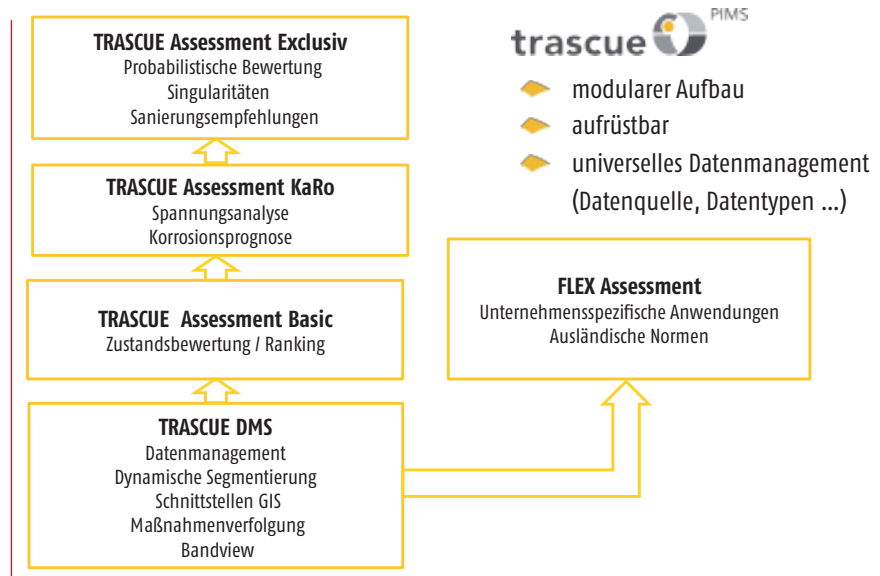 TRASCUE Assessment Exclusiv
Probabilistische Bewertung
Singularitäten
Sanierungsempfehlungen
TRASCUE Assessment KaRo
Spannungsanalyse
Korrosionsprognose
TRASCUE Assessment Basic
Zustandsbewertung / Ranking
TRASCUE DMS
Datenmanagement
Dynamische Segmentierung
Schnittstellen GIS
Maßnahmenverfolgung
Bandview
trascue PIMS
modularer Aufbau
aufrüstbar
universelles Datenmanagement
(Datenquelle, Datentypen ...)
FLEX Assessment
Unternehmensspezifische Anwendungen
Ausländische Normen